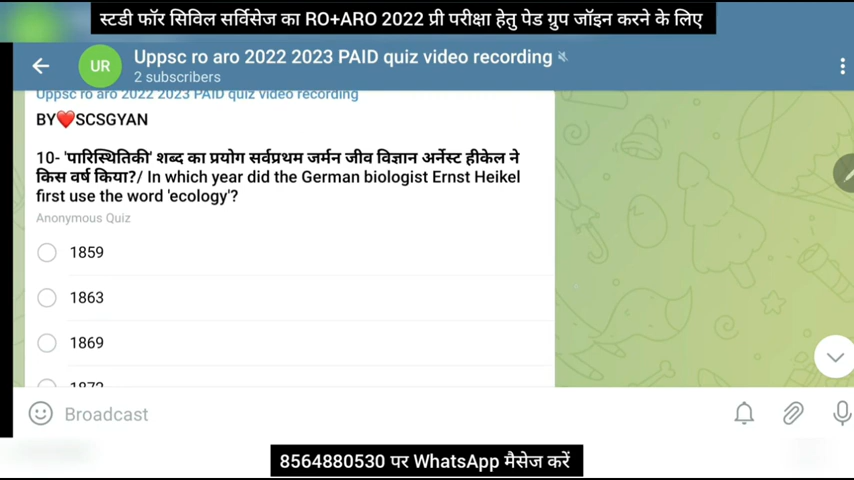 स्टडी फॉर सिविल सर्विसेज का RO+ARO 2022 प्री परीक्षा हेतु पेड ग्रुप जॉइन करने के लिए
UR
Uppsc ro aro 2022 2023 PAID quiz video recording
2 subscribers
Uppsc ro aro 2022 2023 PAID quiz video recording
BY❤️SCSGYAN
10- 'पारिस्थितिकी' शब्द का प्रयोग सर्वप्रथम जर्मन जीव विज्ञान अर्नेस्ट हीकेल ने
किस वर्ष किया?/ In which year did the German biologist Ernst Heikel
first use the word 'ecology'?
Anonymous Quiz
1859
1863
1869
Broadcast
8564880530 पर WhatsApp मैसेज करें